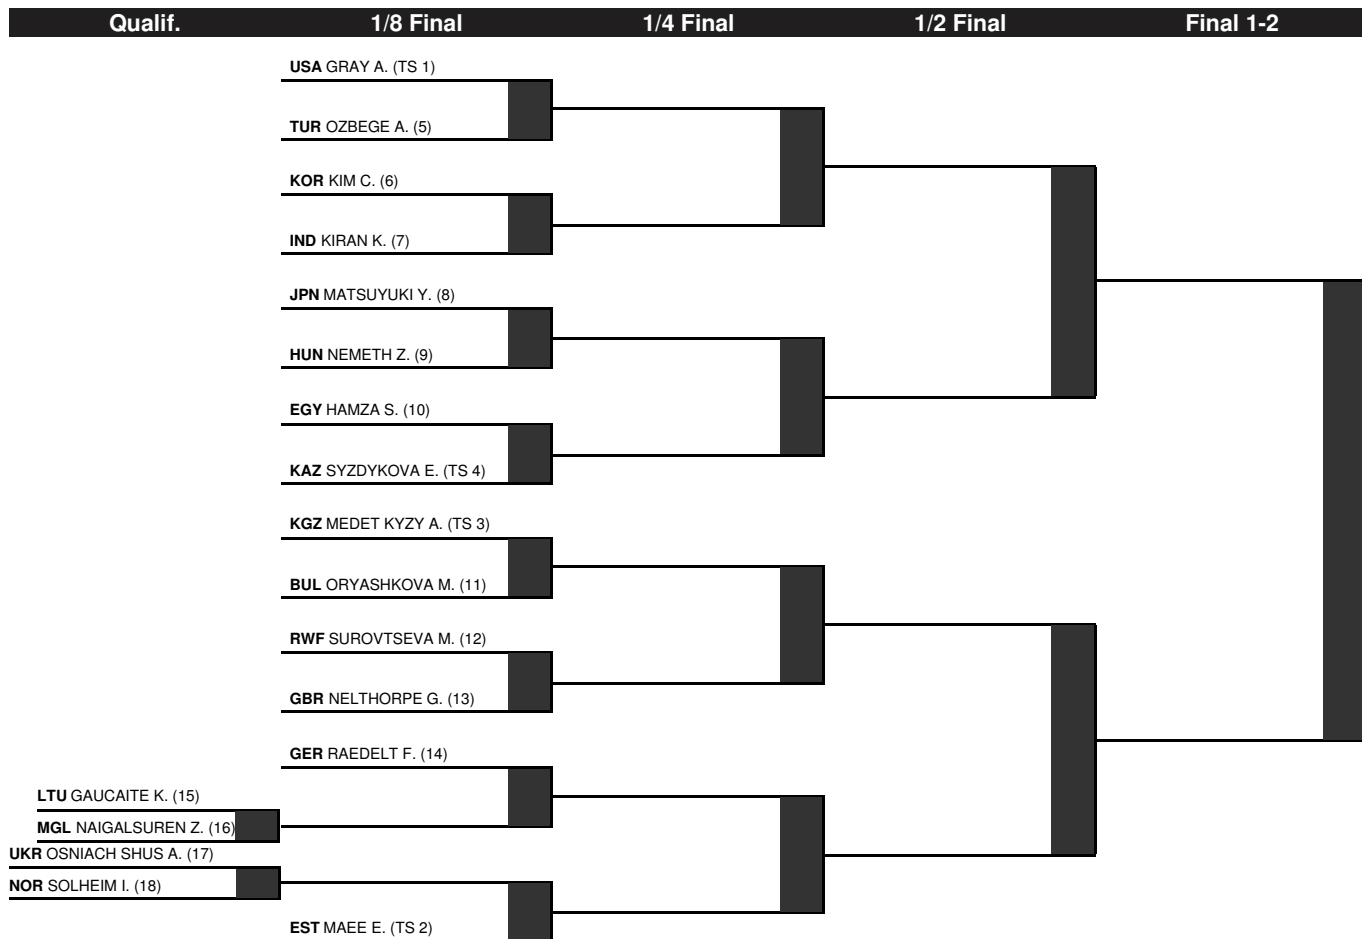 Qualif. 1/8 Final 1/4 Final 1/2 Final Final 1-2
USA GRAY A. (TS 1)
TUR OZBEGE A. (5)
KOR KIM C. (6)
IND KIRAN K. (7)
JPN MATSUYUKI Y. (8)
HUN NEMETH Z. (9)
EGY HAMZA S. (10)
KAZ SYZDYKOVA E. (TS 4)
KGZ MEDET KYZY A. (TS 3)
BUL ORYASHKOVA M. (11)
RWF SUROVTSEVA M. (12)
GBR NELTHORPE G. (13)
GER RAEDELT F. (14)
LTU GAUCAITE K. (15)
MGL NAIGALSUREN Z. (16)
UKR OSNIACH SHUS A. (17)
NOR SOLHEIM I. (18)
EST MAEE E. (TS 2)